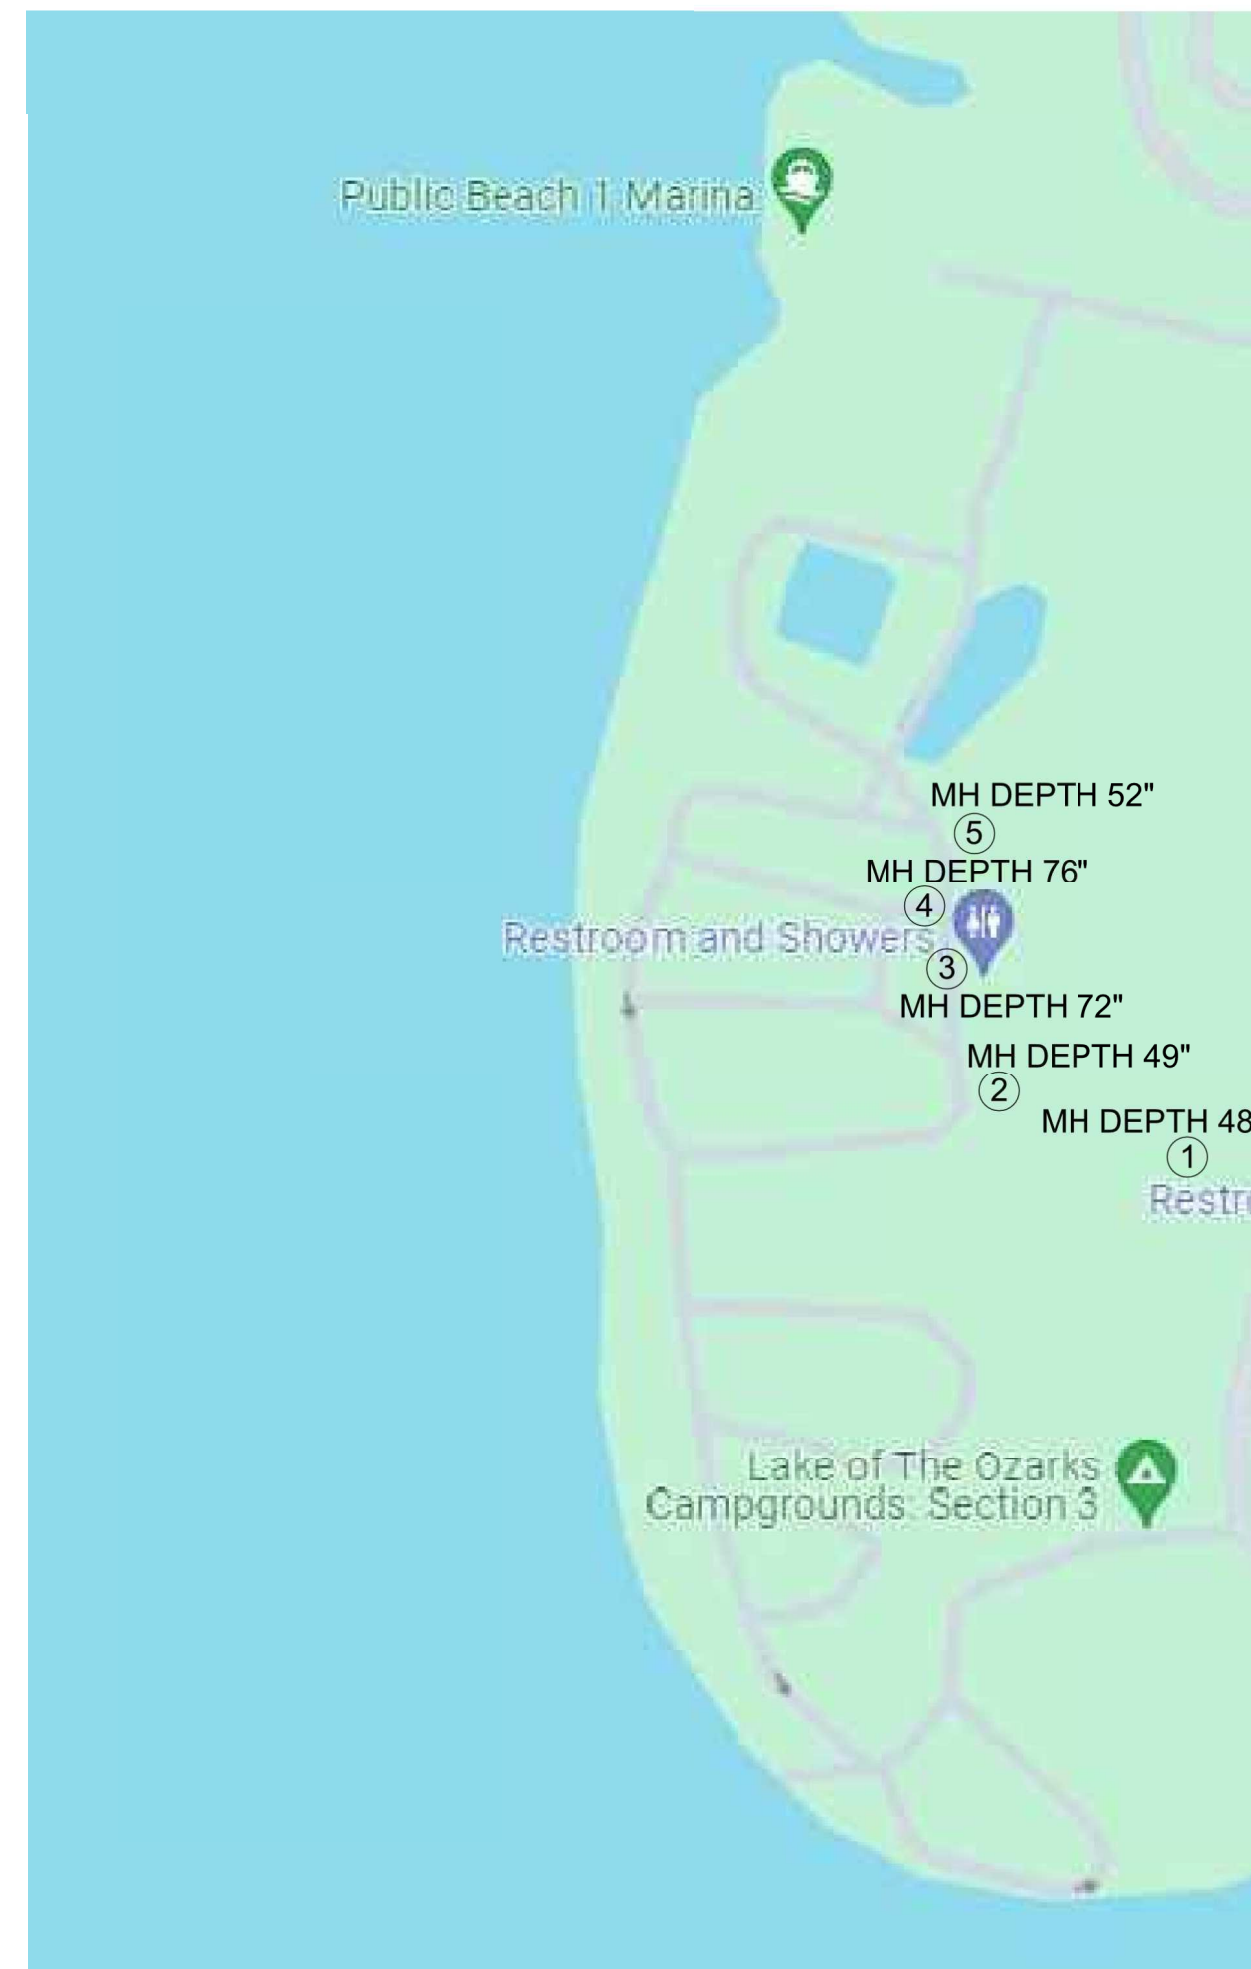 Public Beach 1 Marina
MH DEPTH 52"
5
MH DEPTH 76"
4
Restroom and Showers
3
MH DEPTH 72"
MH DEPTH 49"
2
MH DEPTH 48
1
Restr
Lake of The Ozarks
Campgrounds: Section 3